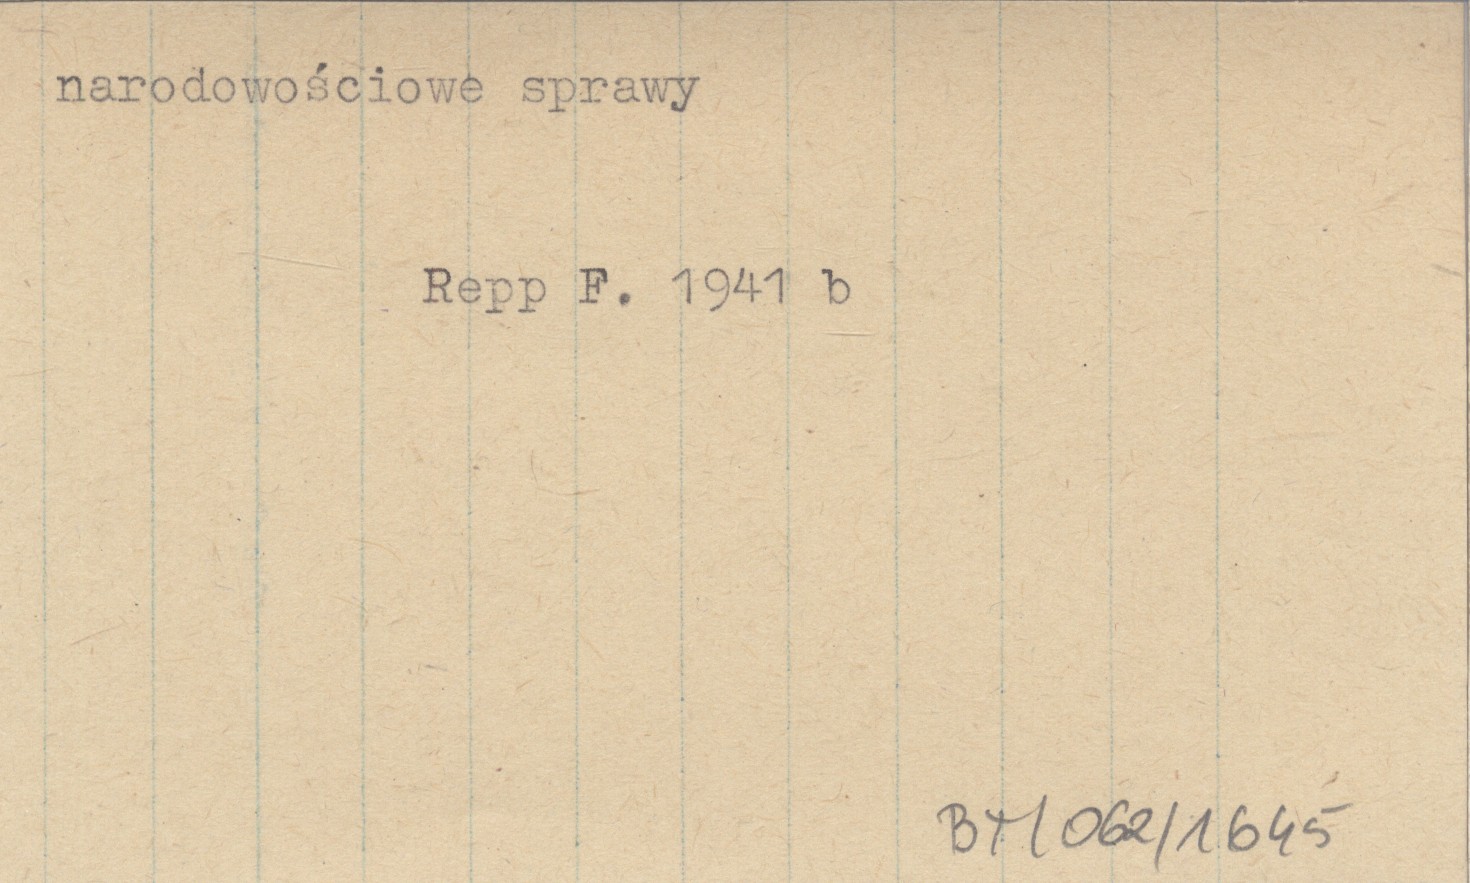 narodowościowe sprawy
Repp F. 1941 b
BT/062/1645